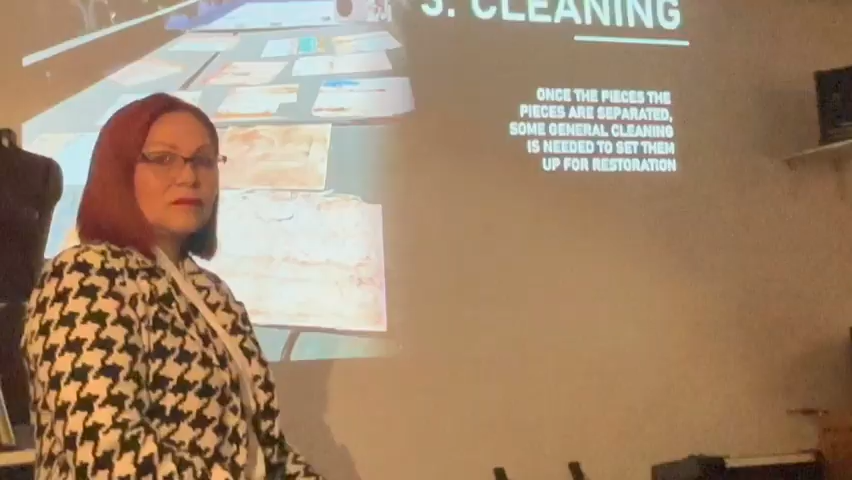 3. CLEANING
ONCE THE PIECES THE
PIECES ARE SEPARATED,
SOME GENERAL CLEANING
IS NEEDED TO SET THEM
UP FOR RESTORATION